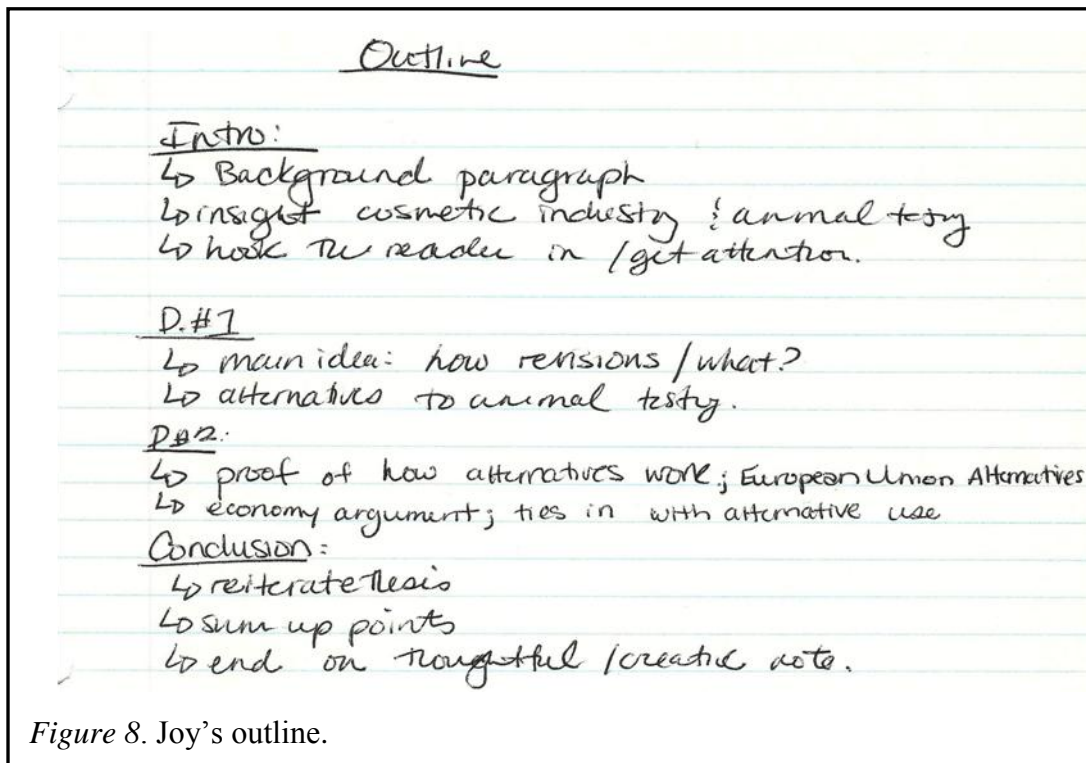 Outline
Intro:
↳ Background paragraph
↳ insight cosmetic industry & animal testing
↳ hook the reader in / get attention.
P.#1
↳ main idea: how revisions / what?
↳ alternatives to animal testing.
P#2:
↳ proof of how alternatives work; European Union Alternatives
↳ economy argument; ties in with alternative use
Conclusion:
↳ reiterate thesis
↳ sum up points
↳ end on thoughtful / creative note.
Figure 8. Joy's outline.